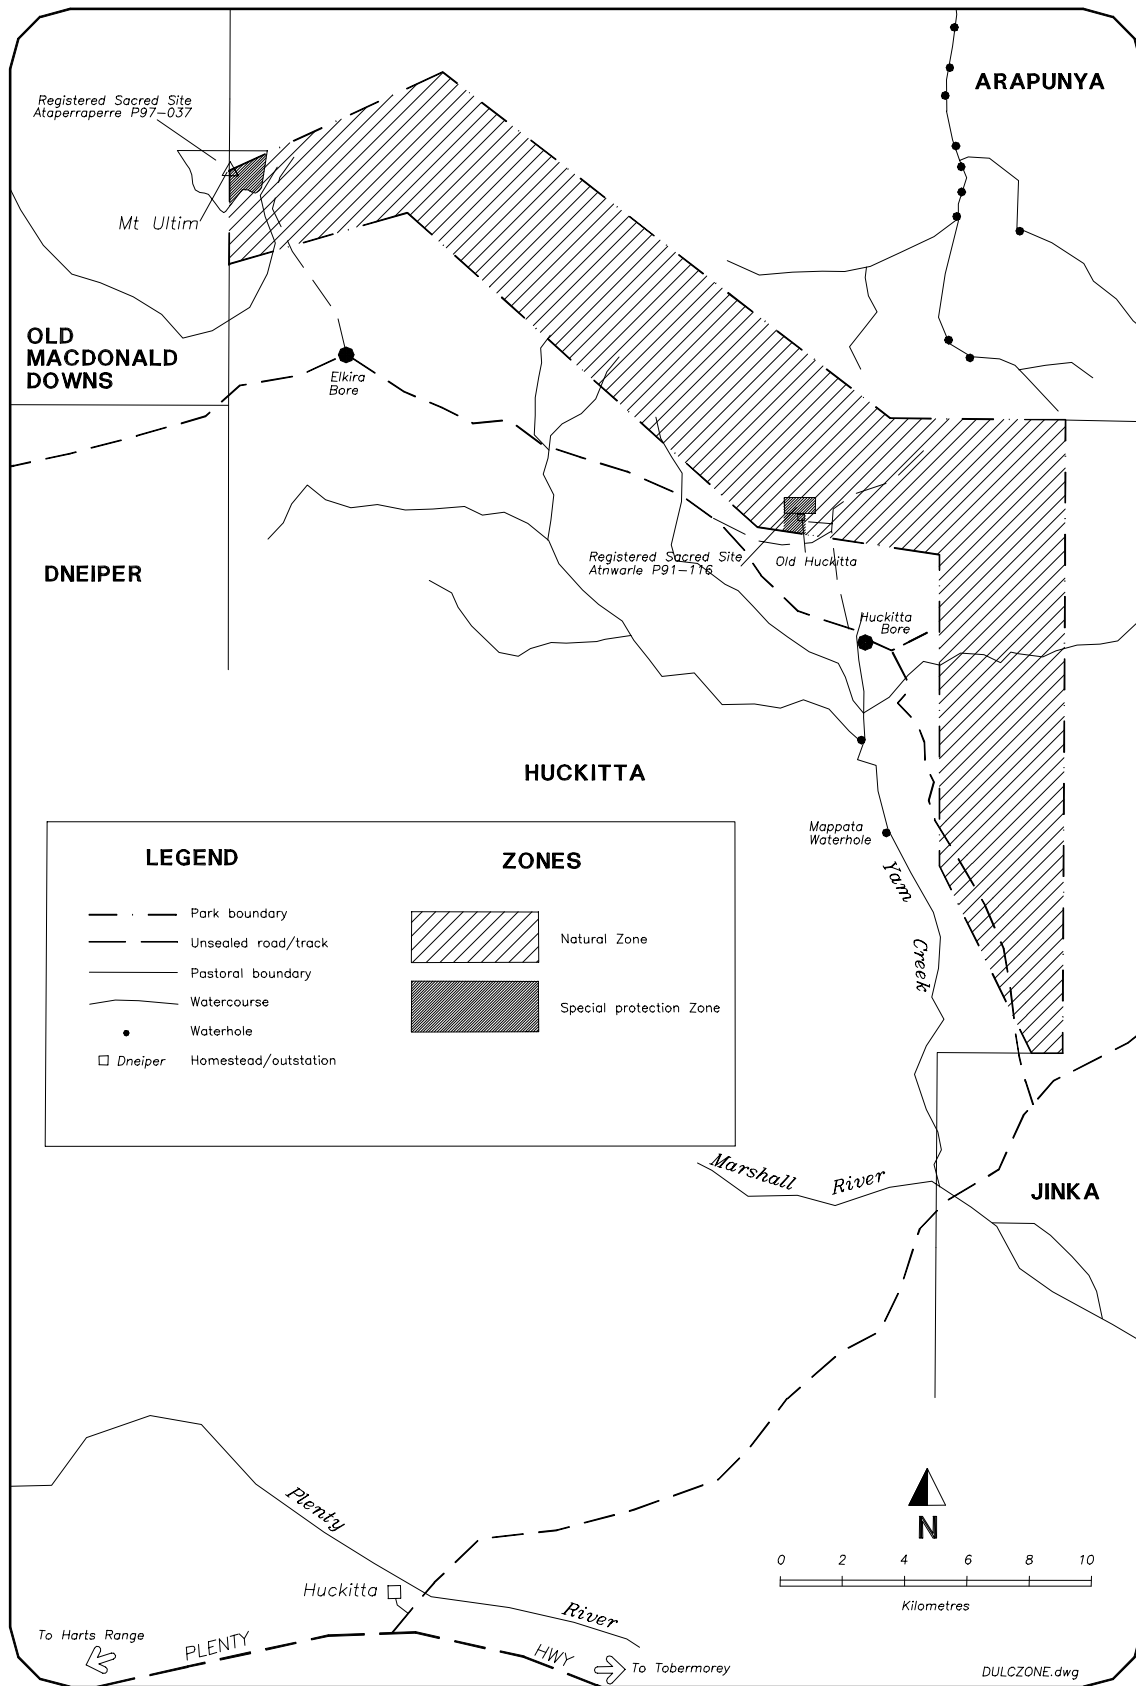 ARAPUNYA
Registered Sacred Site
Ataperraperre P97-037
Mt Ultim
OLD
MACDONALD
DOWNS
Elkira
Bore
DNEIPER
Registered Sacred Site
Atnwarle P91-116
Old Huckitta
Huckitta
Bore
HUCKITTA
Mappata
Waterhole
Yam
Creek
LEGEND
Park boundary
Unsealed road/track
Pastoral boundary
Watercourse
Waterhole
Dneiper Homestead/outstation
ZONES
Natural Zone
Special protection Zone
Marshall River
JINKA
Plenty
River
Huckitta
To Harts Range
PLENTY
HWY
To Tobermorey
N
0 2 4 6 8 10
Kilometres
DULCZONE.dwg